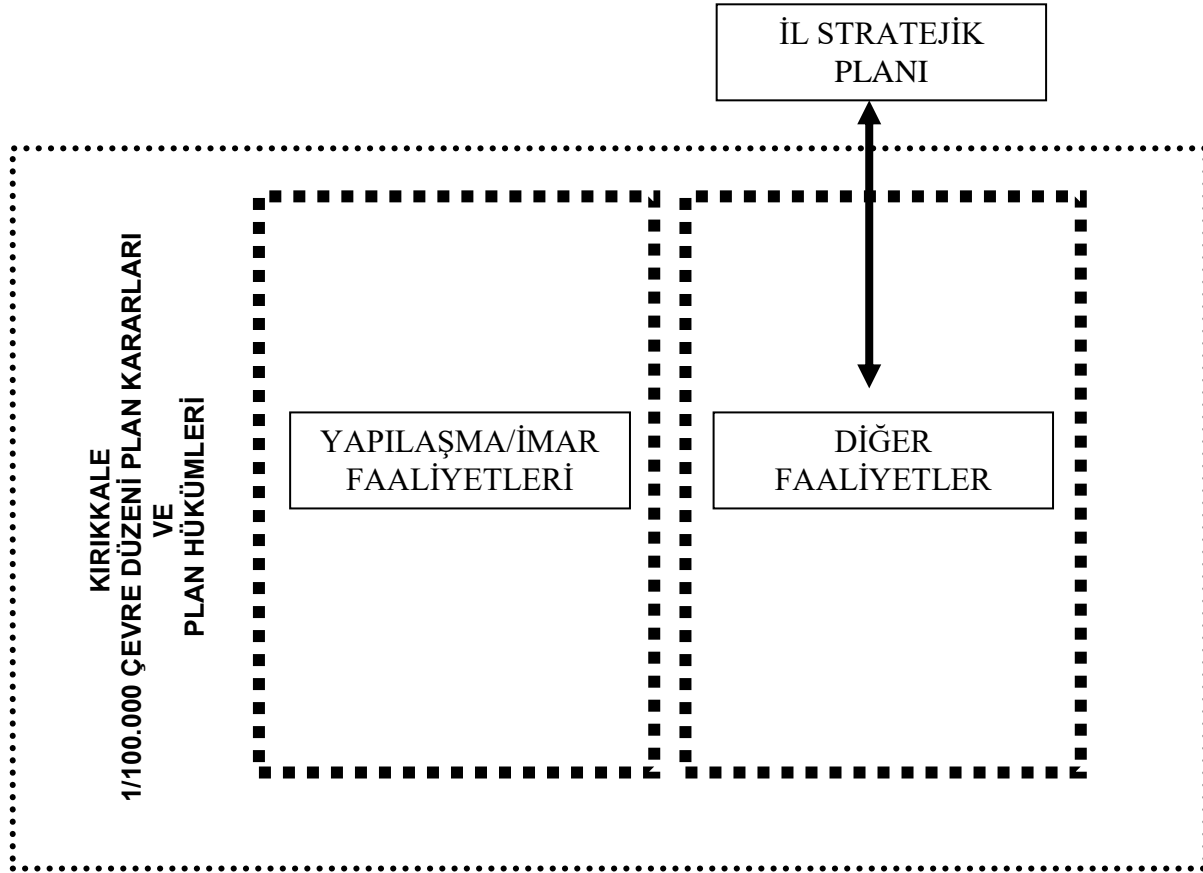 İL STRATEJİK
PLANI
KIRIKKALE
1/100.000 ÇEVRE DÜZENİ PLAN KARARLARI
VE
PLAN HÜKÜMLERİ
YAPILAŞMA/İMAR
FAALİYETLERİ
DİĞER
FAALİYETLER